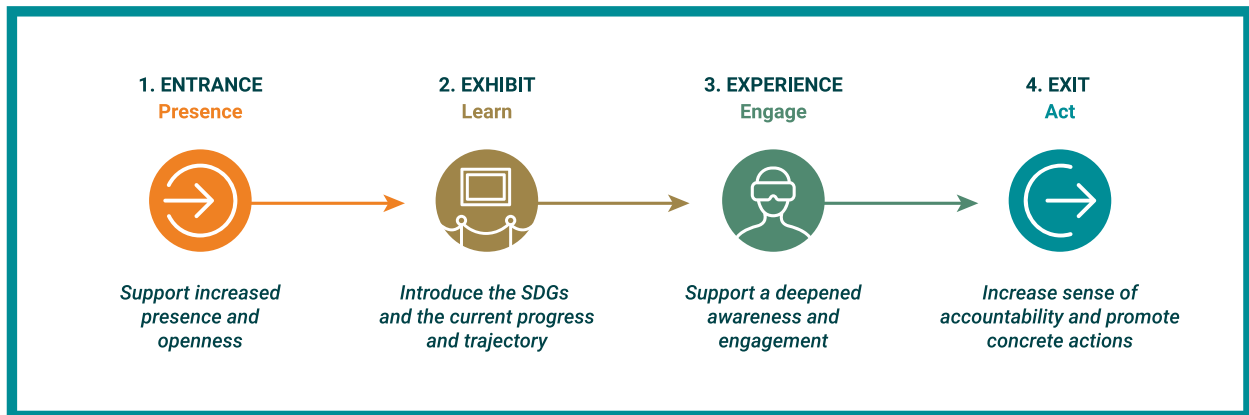 1. ENTRANCE
Presence
Support increased
presence and
openness
2. EXHIBIT
Learn
Introduce the SDGs
and the current progress
and trajectory
3. EXPERIENCE
Engage
Support a deepened
awareness and
engagement
4. EXIT
Act
Increase sense of
accountability and promote
concrete actions